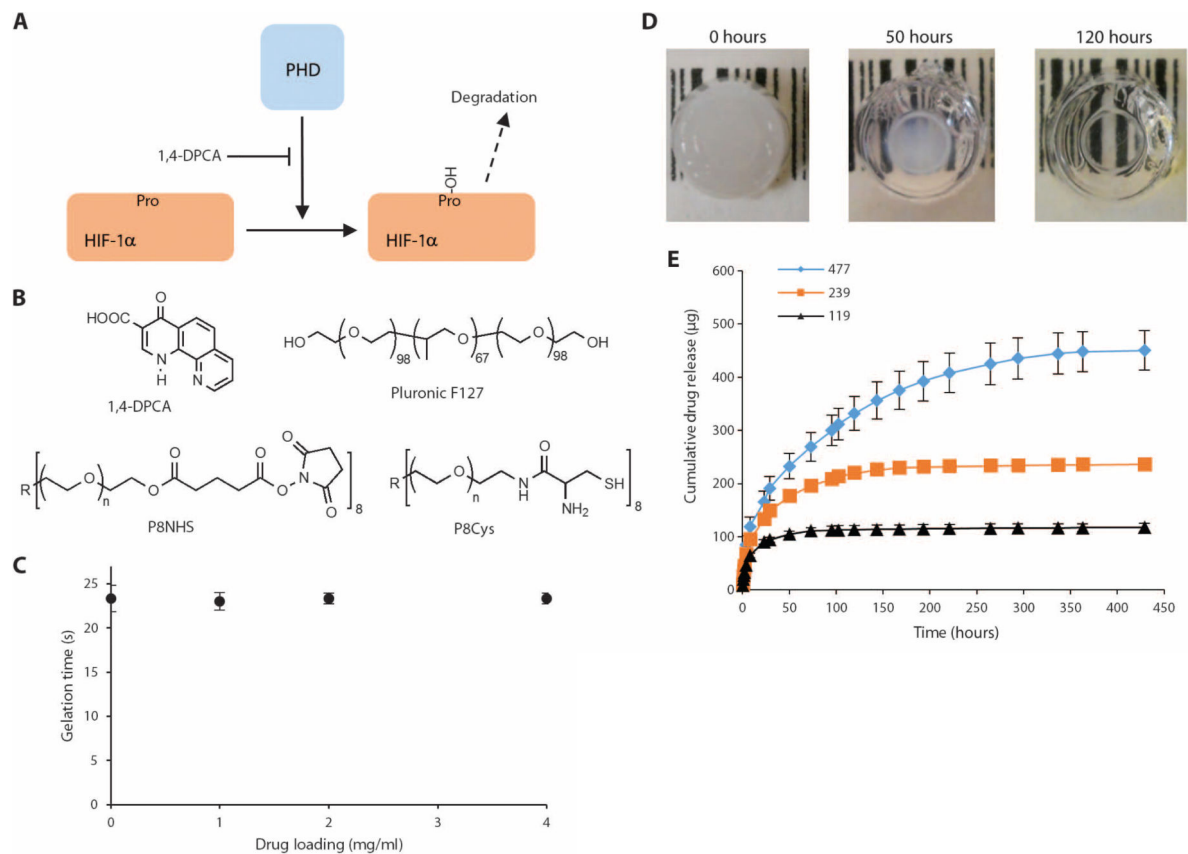 A
PHD
Degradation
1,4-DPCA
HO
Pro
Pro
HIF-1α
HIF-1α
B
O
HOOC
N
H
N
1,4-DPCA
HO
O
98
O
67
O
98
OH
Pluronic F127
R
O
n
O
O
O
O
N
O
O
8
P8NHS
R
O
n
N
H
O
SH
NH2
8
P8Cys
C
25
20
15
10
5
0
Gelation time (s)
0 1 2 3 4
Drug loading (mg/ml)
D
0 hours 50 hours 120 hours
E
600
500
400
300
200
100
0
Cumulative drug release (µg)
477
239
119
0 50 100 150 200 250 300 350 400 450
Time (hours)